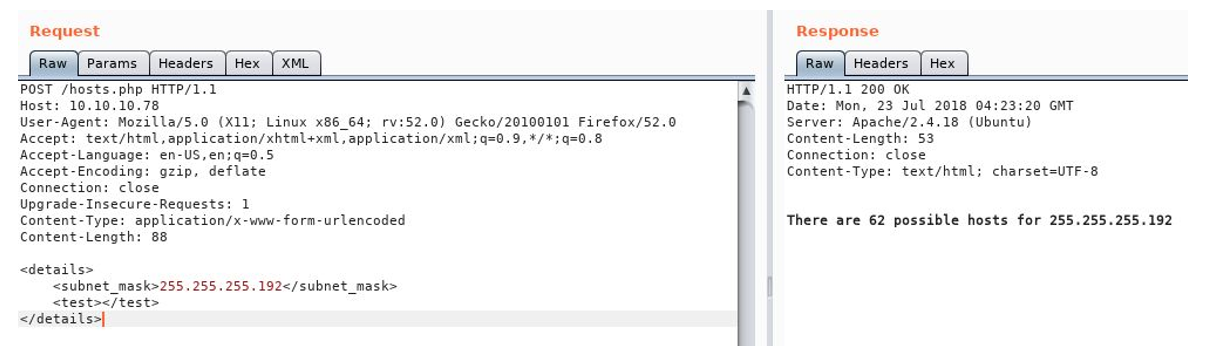 Request
Raw Params Headers Hex XML
POST /hosts.php HTTP/1.1
Host: 10.10.10.78
User-Agent: Mozilla/5.0 (X11; Linux x86_64; rv:52.0) Gecko/20100101 Firefox/52.0
Accept: text/html,application/xhtml+xml,application/xml;q=0.9,*/*;q=0.8
Accept-Language: en-US,en;q=0.5
Accept-Encoding: gzip, deflate
Connection: close
Upgrade-Insecure-Requests: 1
Content-Type: application/x-www-form-urlencoded
Content-Length: 88
<details>
    <subnet_mask>255.255.255.192</subnet_mask>
    <test></test>
</details>
Response
Raw Headers Hex
HTTP/1.1 200 OK
Date: Mon, 23 Jul 2018 04:23:20 GMT
Server: Apache/2.4.18 (Ubuntu)
Content-Length: 53
Connection: close
Content-Type: text/html; charset=UTF-8
There are 62 possible hosts for 255.255.255.192